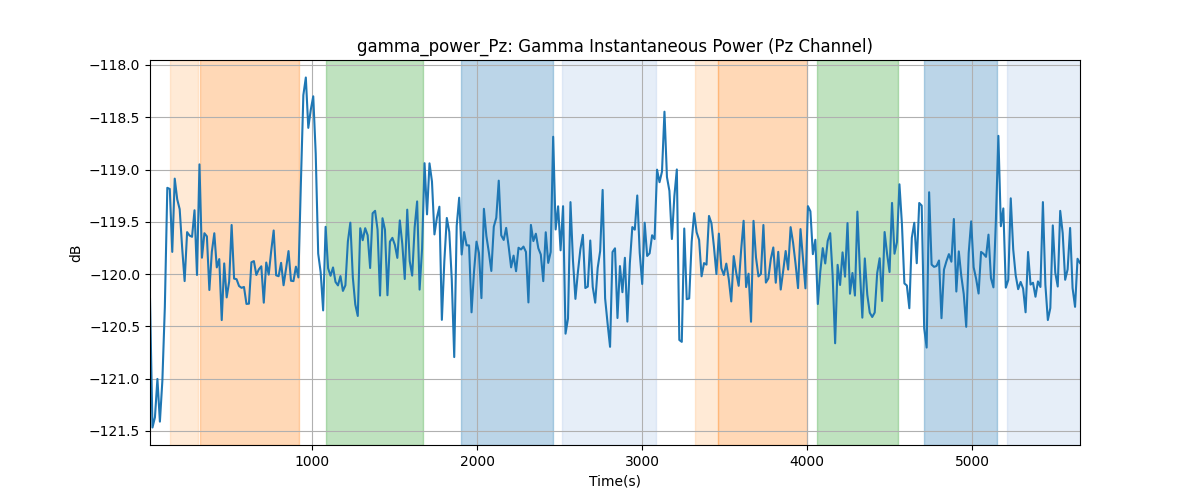 gamma_power_Pz: Gamma Instantaneous Power (Pz Channel)
−118.0
−118.5
−119.0
−119.5
−120.0
−120.5
−121.0
−121.5
dB
1000 2000 3000 4000 5000
Time(s)